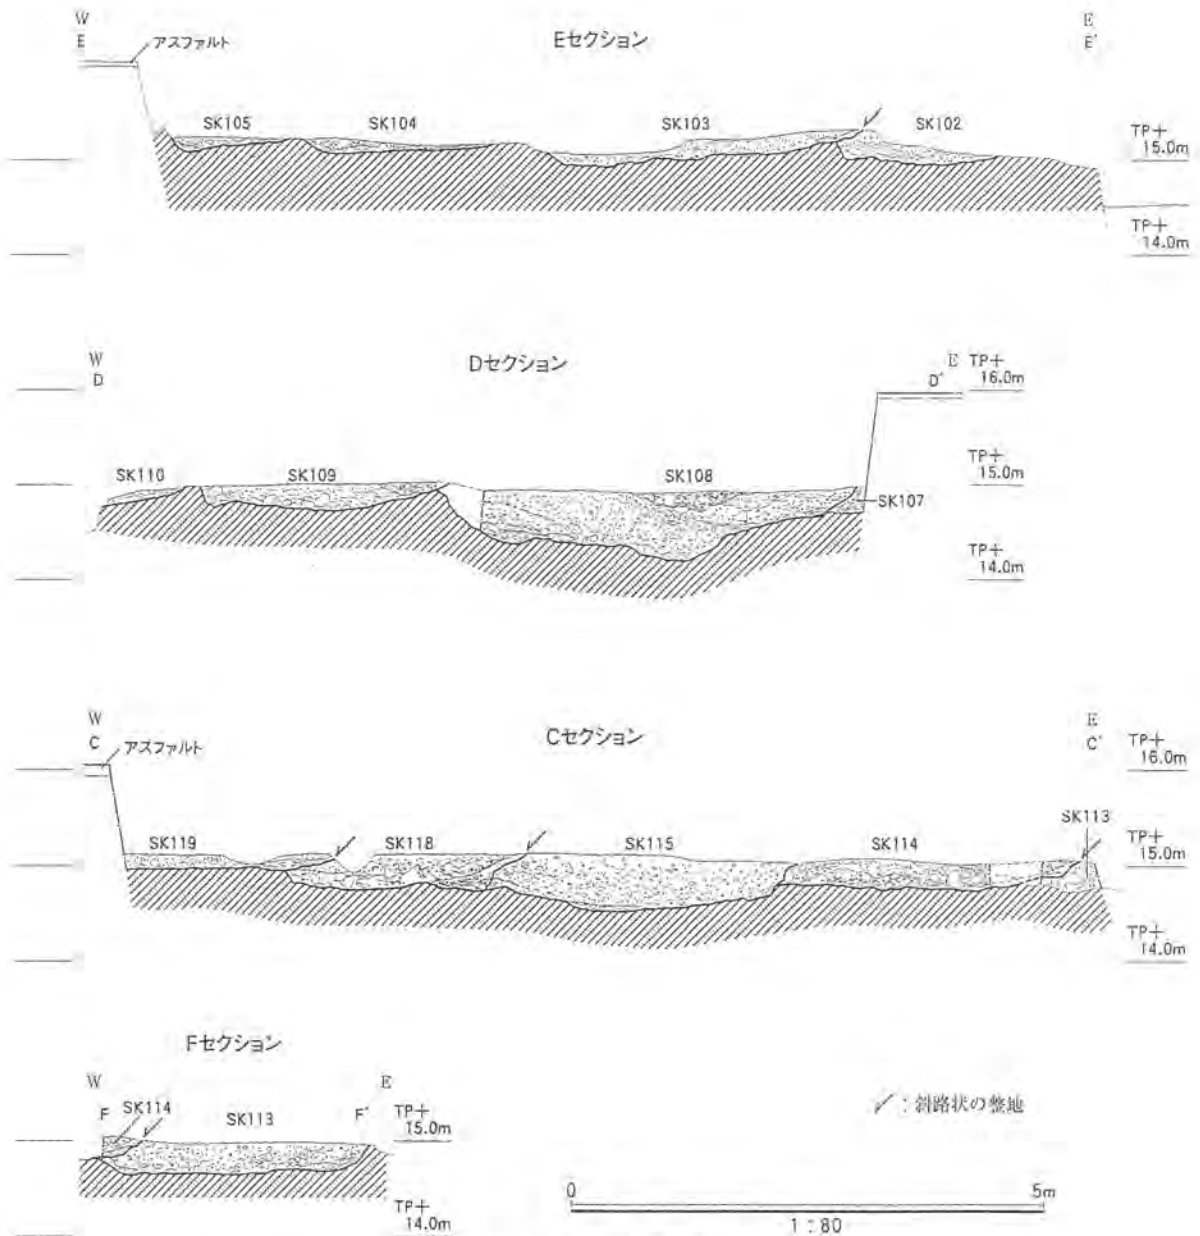 W
E
アスファルト
Eセクション
E
E'
SK105
SK104
SK103
SK102
TP+
15.0m
TP+
14.0m
W
D
Dセクション
E
D'
TP+
16.0m
SK110
SK109
SK108
TP+
15.0m
SK107
TP+
14.0m
W
C
アスファルト
Cセクション
E
C'
TP+
16.0m
SK119
SK118
SK115
SK114
SK113
TP+
15.0m
TP+
14.0m
Fセクション
W
F
SK114
SK113
E
F'
TP+
15.0m
:斜路状の整地
TP+
14.0m
0
5m
1:80